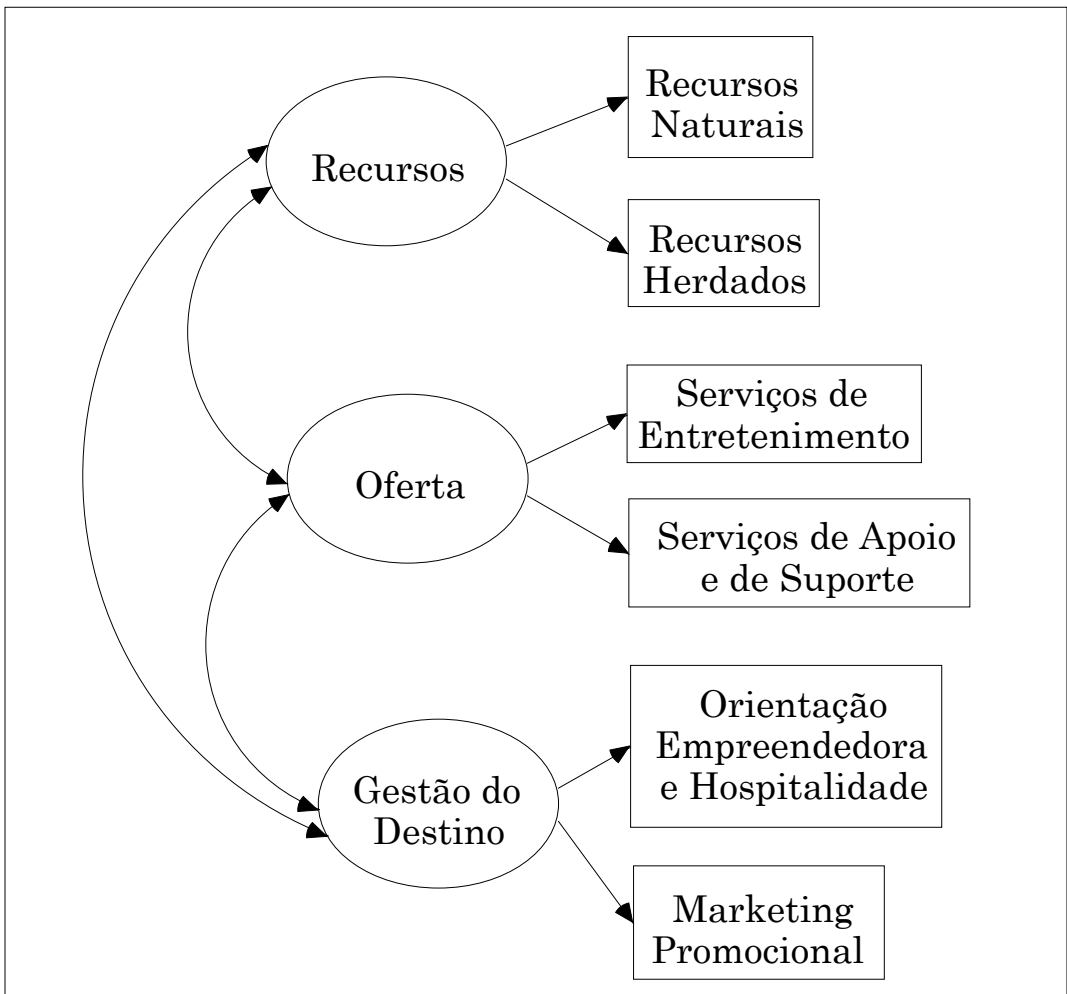 Recursos
Recursos
Naturais
Recursos
Herdados
Oferta
Serviços de
Entretenimento
Serviços de Apoio
e de Suporte
Gestão do
Destino
Orientação
Empreendedora
e Hospitalidade
Marketing
Promocional